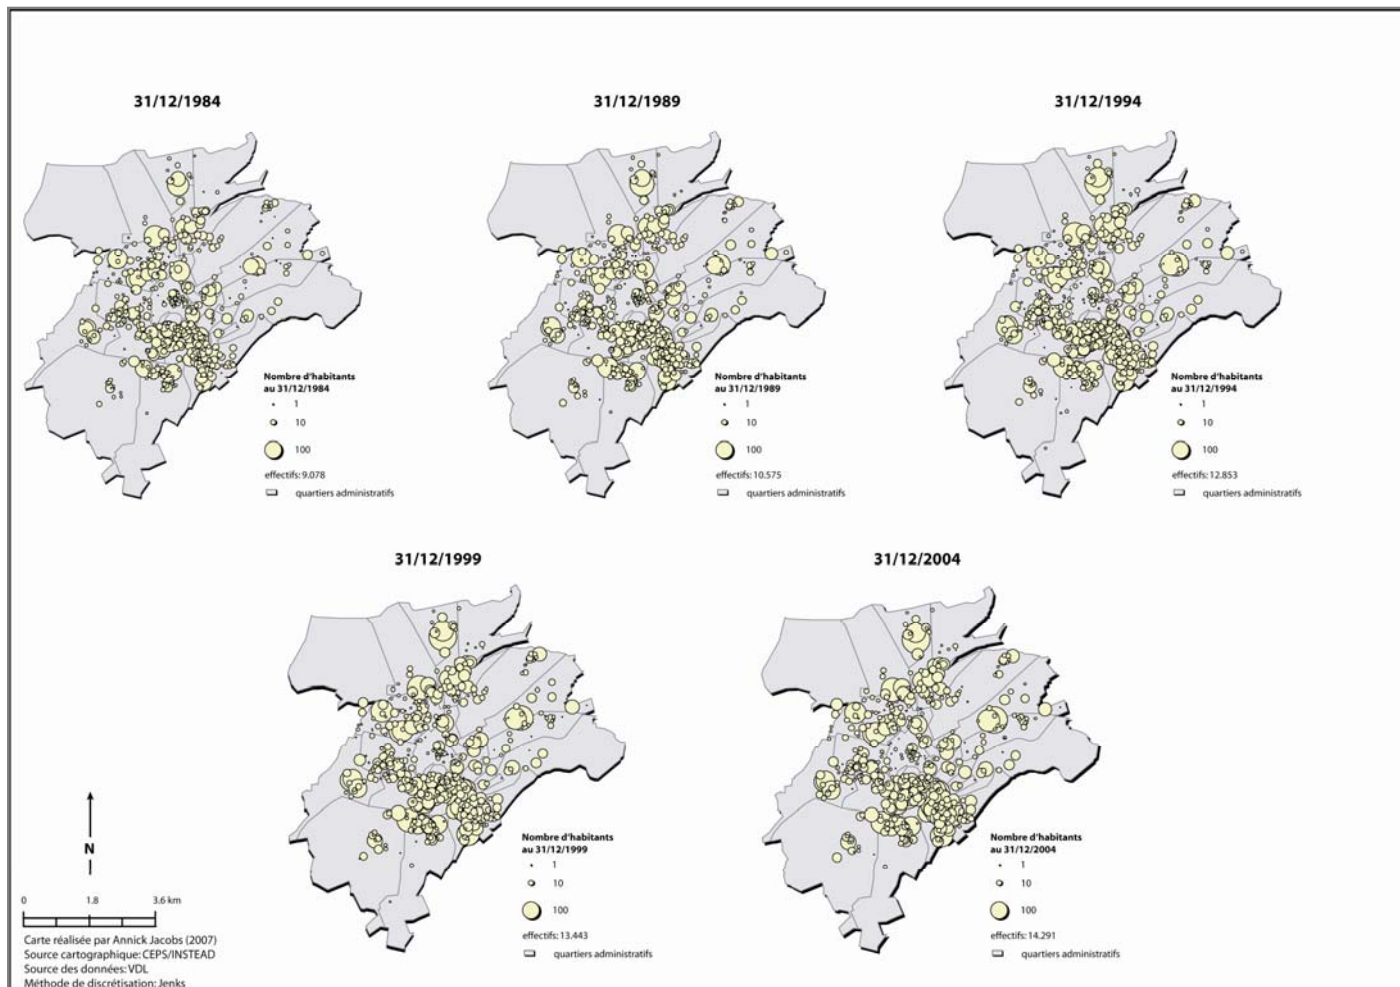 31/12/1984
31/12/1989
31/12/1994
Nombre d'habitants
au 31/12/1984
1
10
100
effectifs: 9.078
quartiers administratifs
Nombre d'habitants
au 31/12/1989
1
10
100
effectifs: 10.575
quartiers administratifs
Nombre d'habitants
au 31/12/1994
1
10
100
effectifs: 12.853
quartiers administratifs
31/12/1999
31/12/2004
Nombre d'habitants
au 31/12/1999
1
10
100
effectifs: 13.443
quartiers administratifs
Nombre d'habitants
au 31/12/2004
1
10
100
effectifs: 14.291
quartiers administratifs
N
0 1.8 3.6 km
Carte réalisée par Annick Jacobs (2007)
Source cartographique: CEPS/INSTEAD
Source des données: VDL
Méthode de discrétisation: Jenks